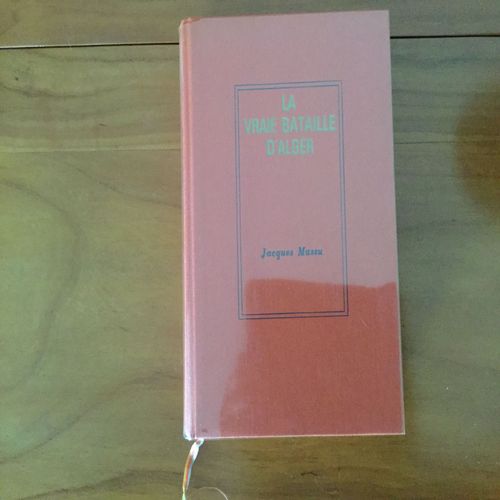 LA
VRAIE BATAILLE
D'ALGER
Jacques Massu